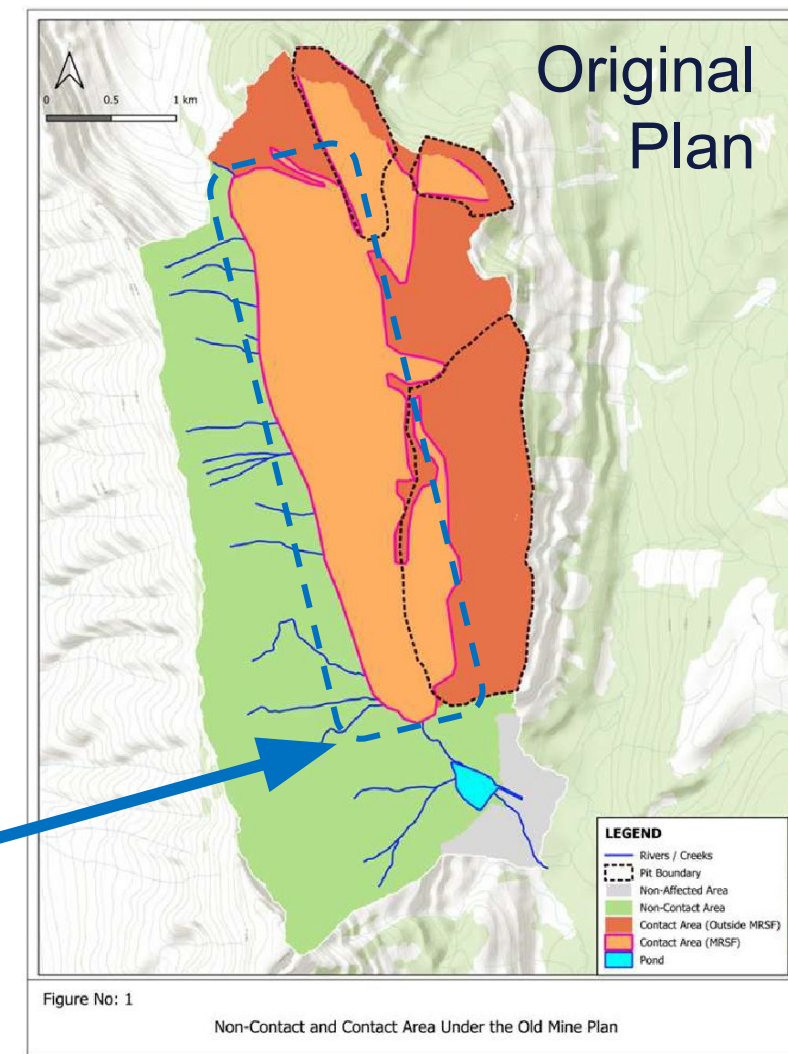 Original
Plan
0 0.5 1 km
LEGEND
Rivers / Creeks
Pit Boundary
Non-Affected Area
Non-Contact Area
Contact Area (Outside MRSF)
Contact Area (MRSF)
Pond
Figure No: 1
Non-Contact and Contact Area Under the Old Mine Plan